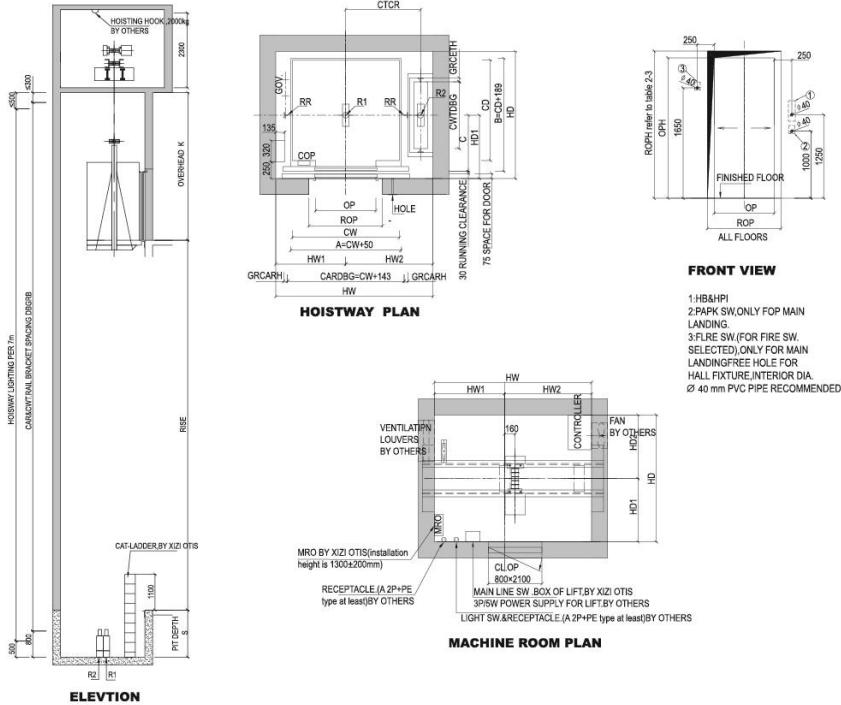 HOISTING HOOK ,2000kg
BY OTHERS
2300
≤300
≤500
OVERHEAD K
HOISWAY LIGHTING PER 7m
CAR&CWT RAIL BRACKET SPACING DBGRB
RISE
CAT-LADDER,BY XIZI OTIS
1100
PIT DEPTH
S
500
800
R2
R1
ELEVTION
CTCR
GRCETH
GOV
RR
R1
RR
R2
CWTDBG
C
HD1
CD
B=CD+189
HD
135
320
250
COP
HOLE
OP
ROP
CW
A=CW+50
HW1
HW2
GRCARH
CARDBG=CW+143
GRCARH
HW
30 RUNNING CLEARANCE
75 SPACE FOR DOOR
HOISTWAY PLAN
250
250
3
40
1
40
40
2
ROPH refer to table 2-3
OPH
1650
1000
1250
FINISHED FLOOR
OP
ROP
ALL FLOORS
FRONT VIEW
1:HB&HPI
2:PAPK SW,ONLY FOP MAIN
LANDING.
3:FLRE SW.(FOR FIRE SW.
SELECTED),ONLY FOR MAIN
LANDINGFREE HOLE FOR
HALL FIXTURE,INTERIOR DIA.
Ø 40 mm PVC PIPE RECOMMENDED
HW
HW1
HW2
VENTILATIPN
LOUVERS
BY OTHERS
160
CONTROLLER
FAN
BY OTHERS
HD2
HD
HD1
MRO
MRO BY XIZI OTIS(installation
height is 1300±200mm)
CL.OP
800×2100
RECEPTACLE.(A 2P+PE
type at least)BY OTHERS
MAIN LINE SW .BOX OF LIFT,BY XIZI OTIS
3P/5W POWER SUPPLY FOR LIFT.BY OTHERS
LIGHT SW.&RECEPTACLE.(A 2P+PE type at least)BY OTHERS
MACHINE ROOM PLAN